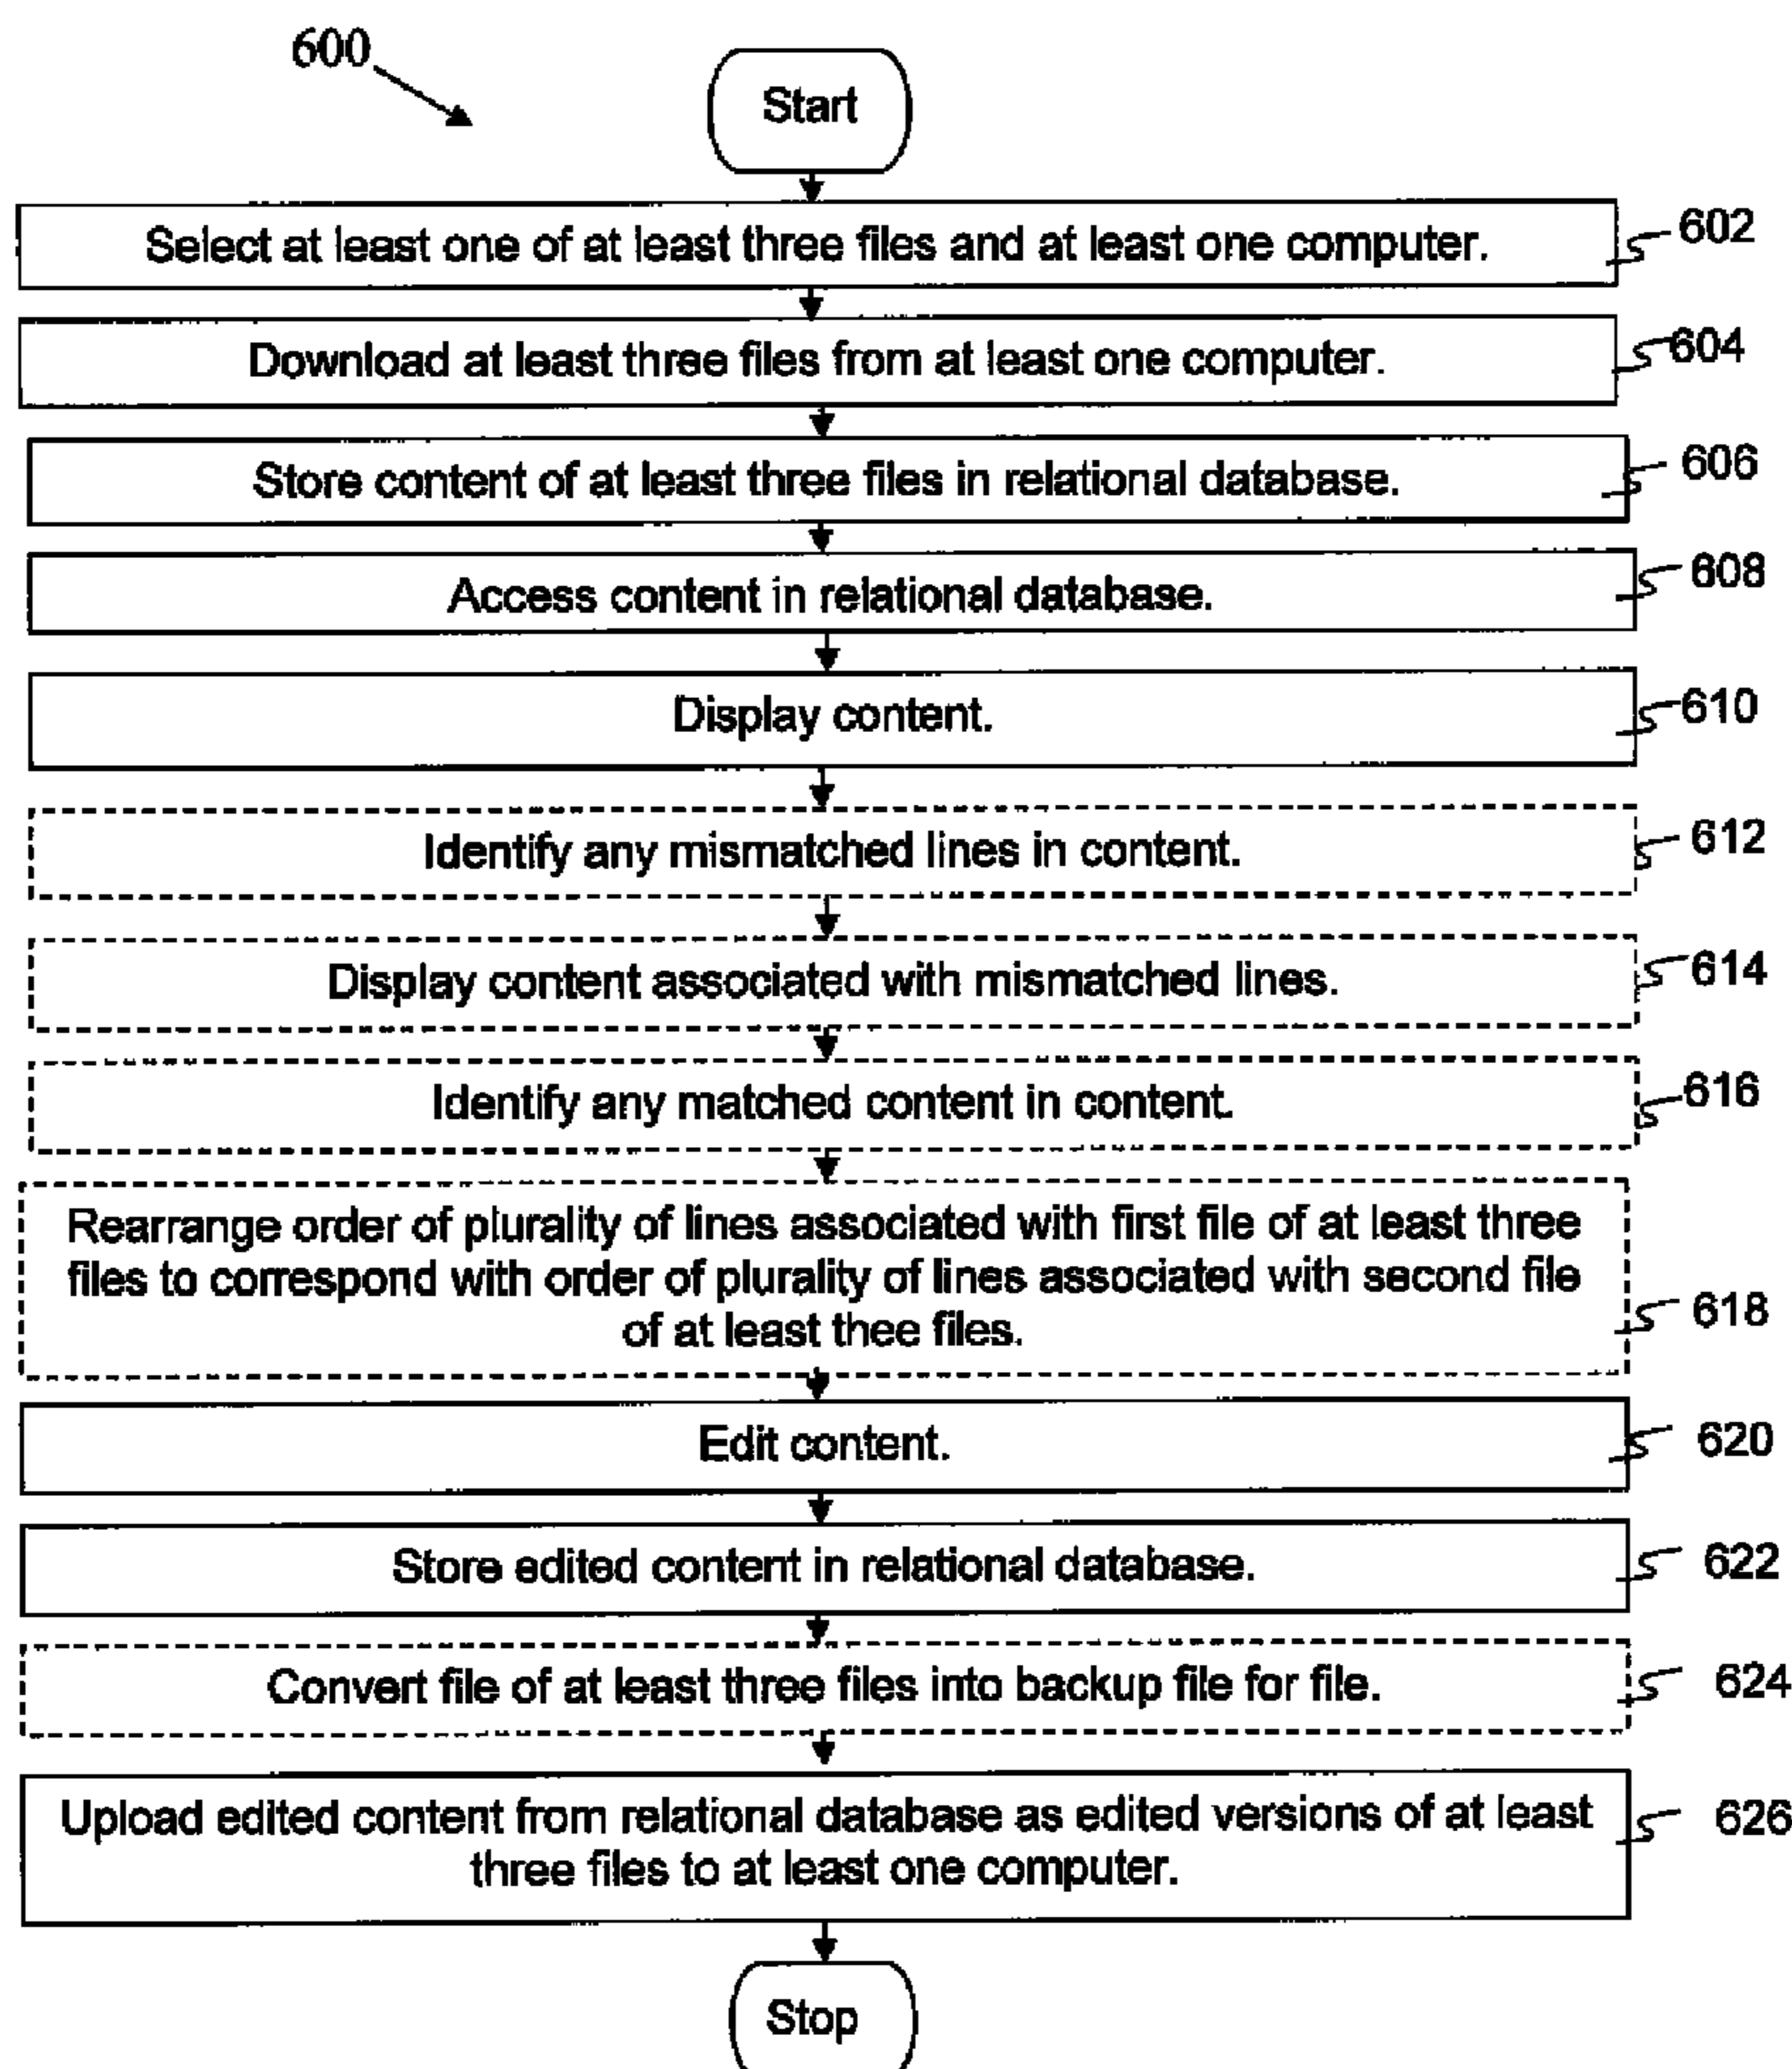 600
Start
Select at least one of at least three files and at least one computer.
602
Download at least three files from at least one computer.
604
Store content of at least three files in relational database.
606
Access content in relational database.
608
Display content.
610
Identify any mismatched lines in content.
612
Display content associated with mismatched lines.
614
Identify any matched content in content.
616
Rearrange order of plurality of lines associated with first file of at least three
files to correspond with order of plurality of lines associated with second file
of at least thee files.
618
Edit content.
620
Store edited content in relational database.
622
Convert file of at least three files into backup file for file.
624
Upload edited content from relational database as edited versions of at least
three files to at least one computer.
626
Stop